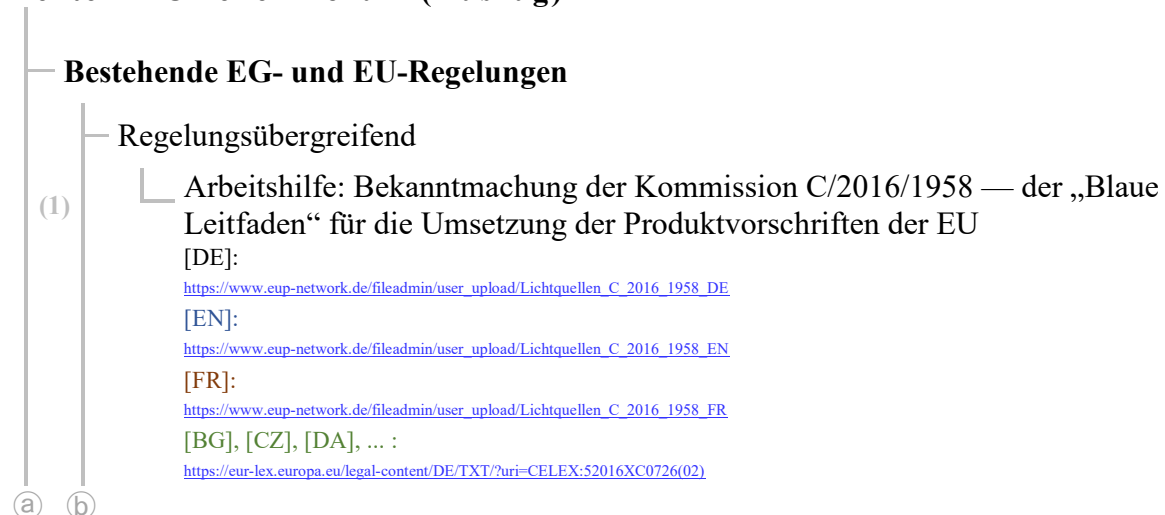 Bestehende EG- und EU-Regelungen
Regelungsübergreifend
(1)
Arbeitshilfe: Bekanntmachung der Kommission C/2016/1958 — der „Blaue
Leitfaden“ für die Umsetzung der Produktvorschriften der EU
[DE]:
https://www.eup-network.de/fileadmin/user_upload/Lichtquellen_C_2016_1958_DE
[EN]:
https://www.eup-network.de/fileadmin/user_upload/Lichtquellen_C_2016_1958_EN
[FR]:
https://www.eup-network.de/fileadmin/user_upload/Lichtquellen_C_2016_1958_FR
[BG], [CZ], [DA], ... :
https://eur-lex.europa.eu/legal-content/DE/TXT/?uri=CELEX:52016XC0726(02)
ⓐ ⓑ